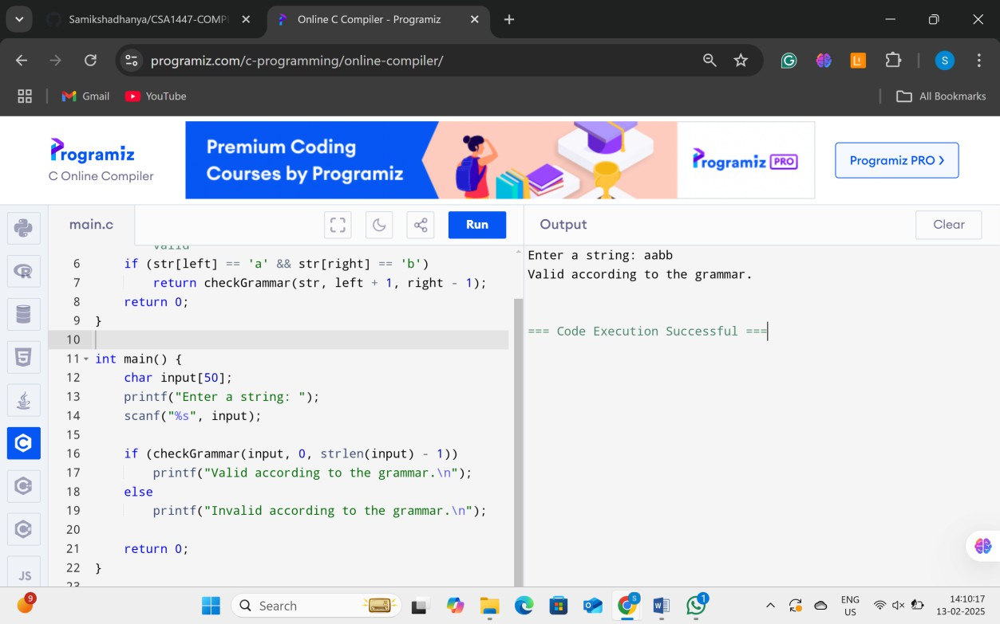 Samikshadhanya/CSA1447-COMP
Online C Compiler - Programiz
programiz.com/c-programming/online-compiler/
S
Gmail
YouTube
All Bookmarks
Programiz
C Online Compiler
Premium Coding
Courses by Programiz
Programiz PRO
Programiz PRO ›
main.c
Run
Output
Clear
valid
6 if (str[left] == 'a' && str[right] == 'b')
7 return checkGrammar(str, left + 1, right - 1);
8 return 0;
9 }
10
11 int main() {
12 char input[50];
13 printf("Enter a string: ");
14 scanf("%s", input);
15
16 if (checkGrammar(input, 0, strlen(input) - 1))
17 printf("Valid according to the grammar.\n");
18 else
19 printf("Invalid according to the grammar.\n");
20
21 return 0;
22 }
23
Enter a string: aabb
Valid according to the grammar.
=== Code Execution Successful ===
JS
9
Search
S
1
ENG
US
14:10:17
13-02-2025